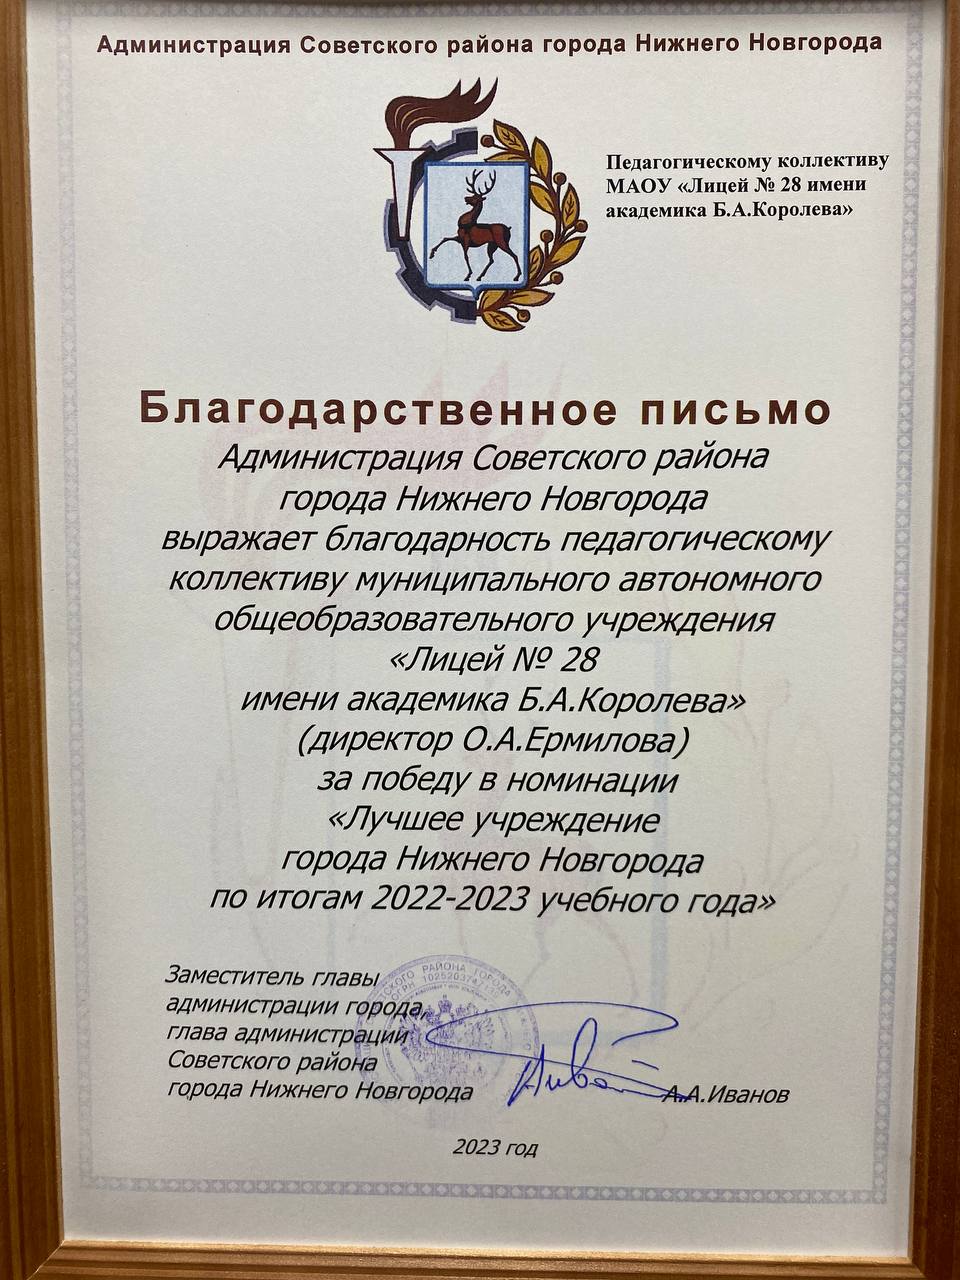 Администрация Советского района города Нижнего Новгорода
Педагогическому коллективу
МАОУ «Лицей № 28 имени
академика Б.А.Королева»
Благодарственное письмо
Администрация Советского района
города Нижнего Новгорода
выражает благодарность педагогическому
коллективу муниципального автономного
общеобразовательного учреждения
«Лицей № 28
имени академика Б.А.Королева»
(директор О.А.Ермилова)
за победу в номинации
«Лучшее учреждение
города Нижнего Новгорода
по итогам 2022-2023 учебного года»
Заместитель главы
администрации города,
глава администрации
Советского района
города Нижнего Новгорода
А.А.Иванов
РАЙОНА ГОРОДА
ОГРН
2023 год